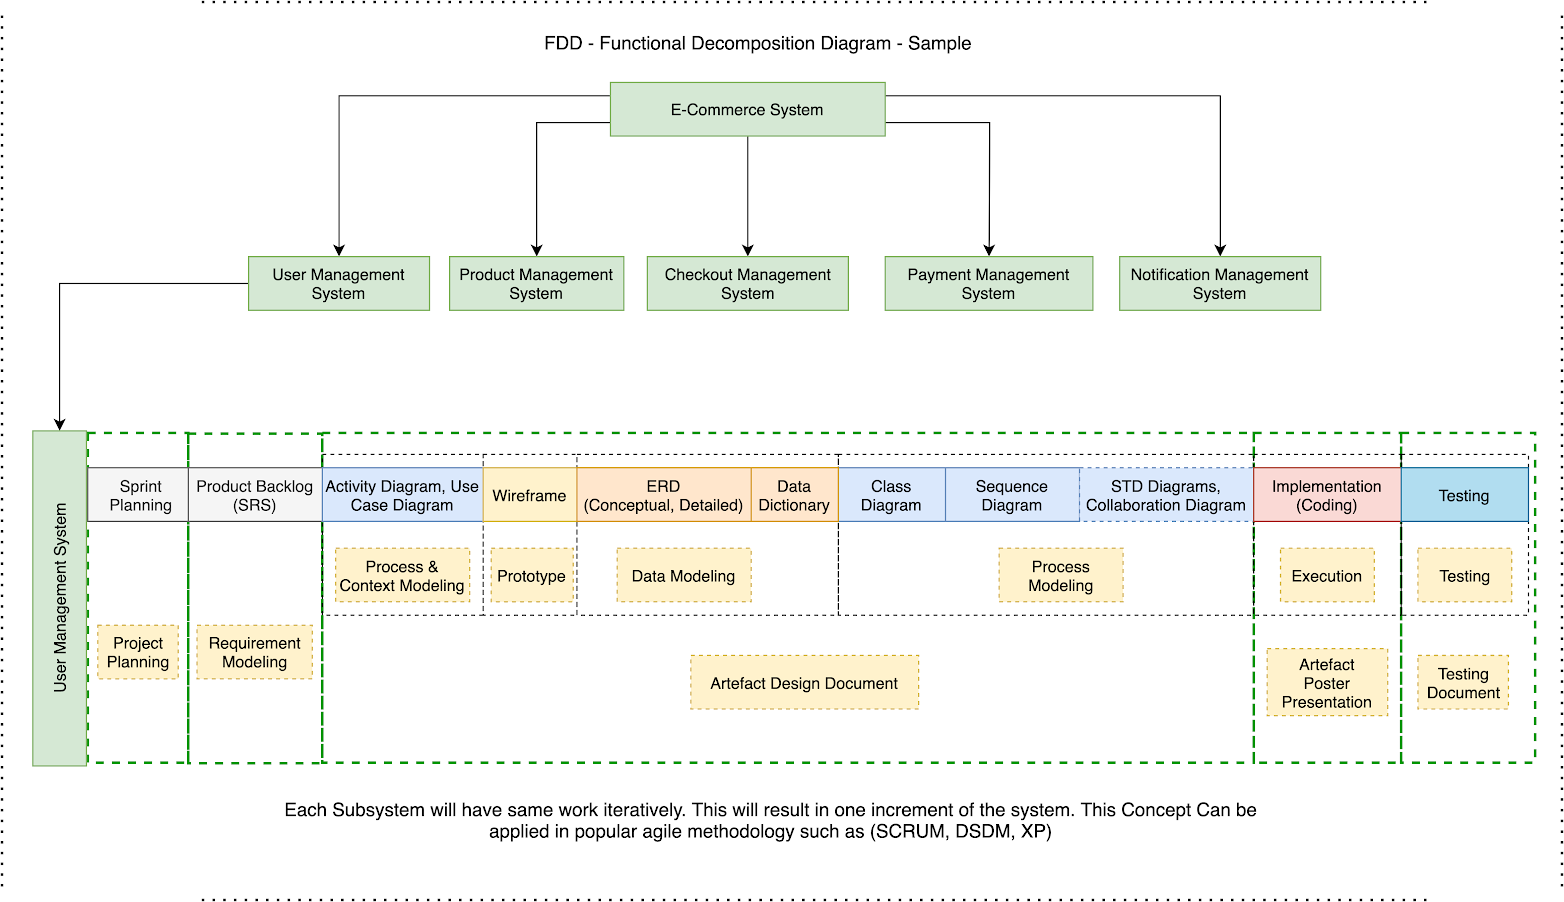 FDD - Functional Decomposition Diagram - Sample
E-Commerce System
User Management
System
Product Management
System
Checkout Management
System
Payment Management
System
Notification Management
System
User Management System
Sprint
Planning
Product Backlog
(SRS)
Activity Diagram, Use
Case Diagram
Wireframe
ERD
(Conceptual, Detailed)
Data
Dictionary
Class
Diagram
Sequence
Diagram
STD Diagrams,
Collaboration Diagram
Implementation
(Coding)
Testing
Process &
Context Modeling
Prototype
Data Modeling
Process
Modeling
Execution
Testing
Project
Planning
Requirement
Modeling
Artefact Design Document
Artefact
Poster
Presentation
Testing
Document
Each Subsystem will have same work iteratively. This will result in one increment of the system. This Concept Can be
applied in popular agile methodology such as (SCRUM, DSDM, XP)